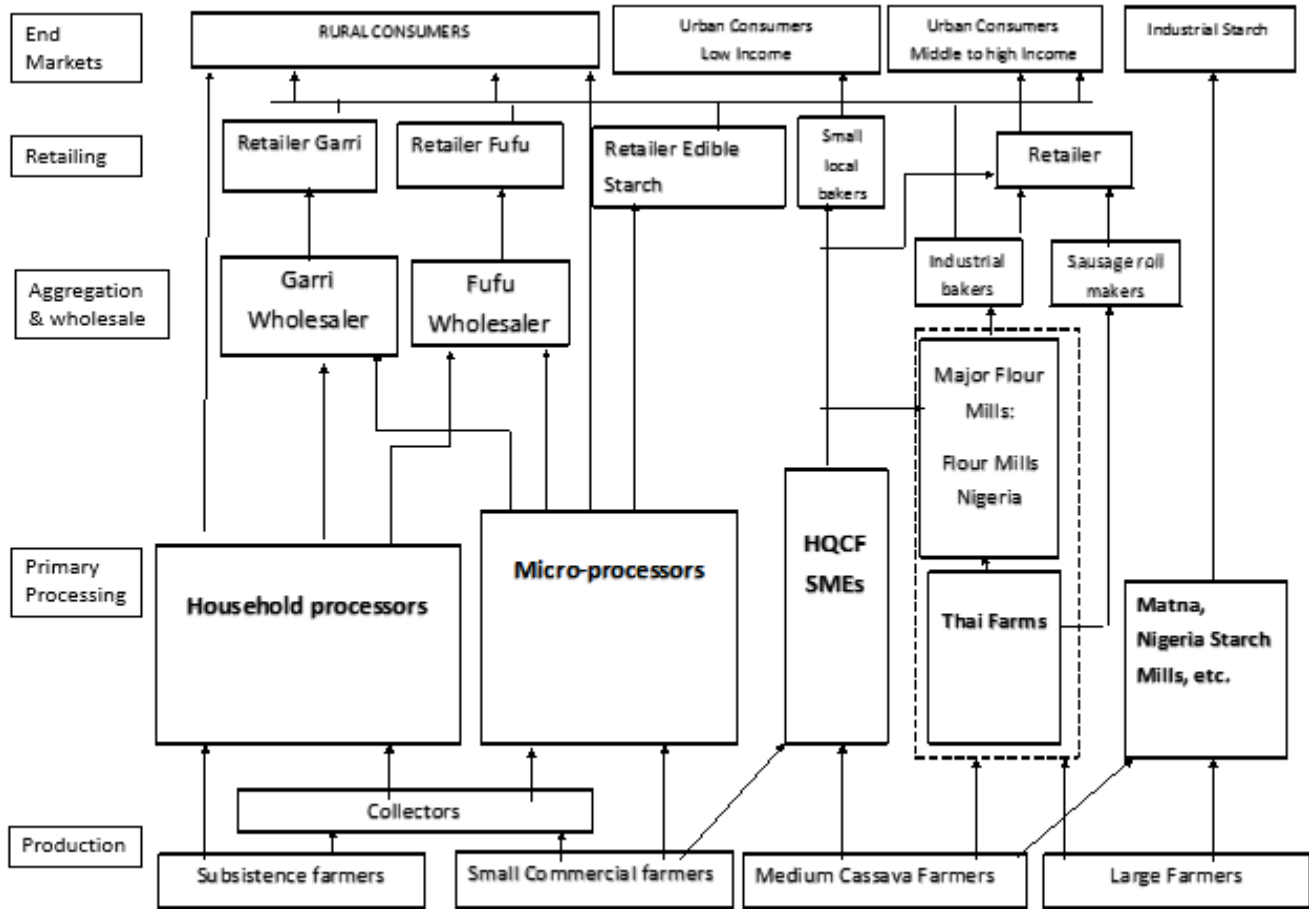 End
Markets
RURAL CONSUMERS
Urban Consumers
Low Income
Urban Consumers
Middle to high Income
Industrial Starch
Retailing
Retailer Garri
Retailer Fufu
Retailer Edible
Starch
Small
local
bakers
Retailer
Aggregation
& wholesale
Garri
Wholesaler
Fufu
Wholesaler
Industrial
bakers
Sausage roll
makers
Major Flour
Mills:
Flour Mills
Nigeria
Primary
Processing
Household processors
Micro-processors
HQCF
SMEs
Thai Farms
Matna,
Nigeria Starch
Mills, etc.
Production
Collectors
Subsistence farmers
Small Commercial farmers
Medium Cassava Farmers
Large Farmers